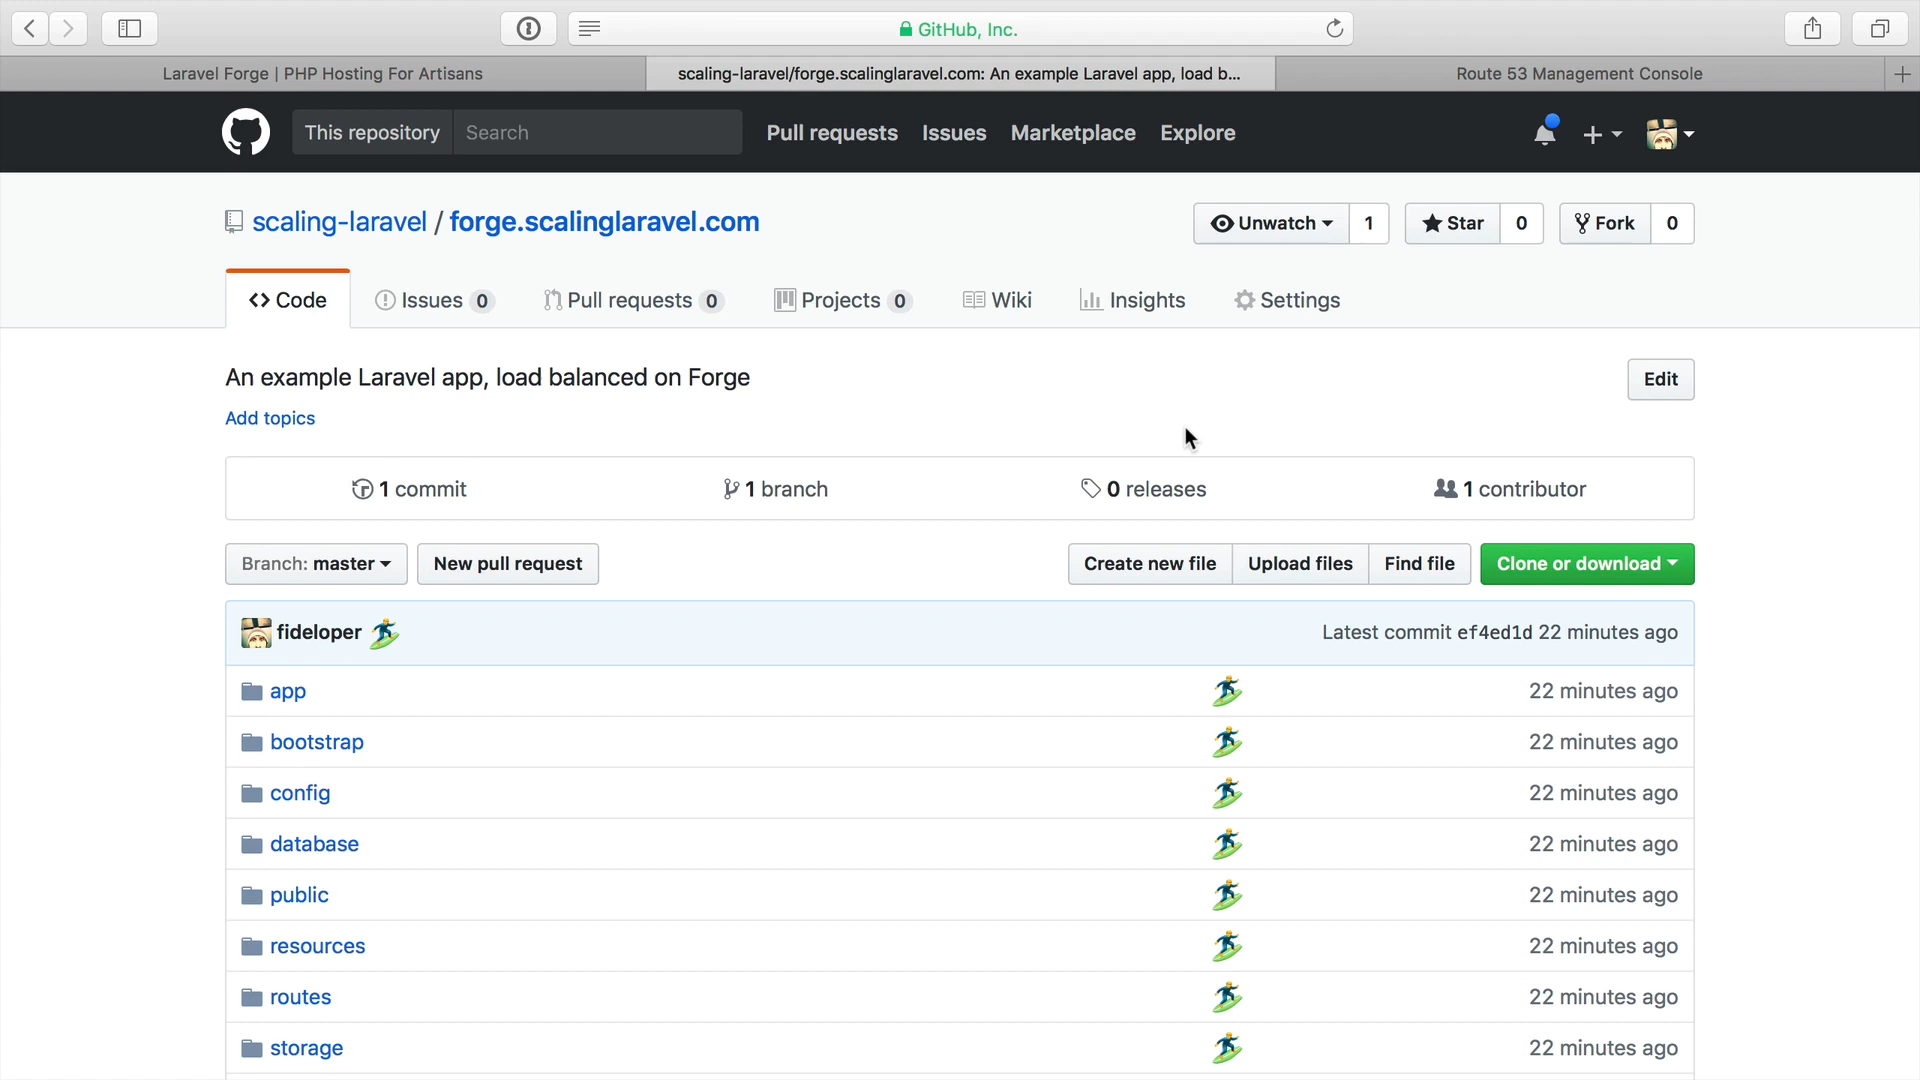 GitHub, Inc.
Laravel Forge | PHP Hosting For Artisans
scaling-laravel/forge.scalinglaravel.com: An example Laravel app, load b...
Route 53 Management Console
This repository Search Pull requests Issues Marketplace Explore
scaling-laravel / forge.scalinglaravel.com
Unwatch 1 Star 0 Fork 0
Code Issues 0 Pull requests 0 Projects 0 Wiki Insights Settings
An example Laravel app, load balanced on Forge
Edit
Add topics
1 commit 1 branch 0 releases 1 contributor
Branch: master New pull request Create new file Upload files Find file Clone or download
fideloper Latest commit ef4ed1d 22 minutes ago
app 22 minutes ago
bootstrap 22 minutes ago
config 22 minutes ago
database 22 minutes ago
public 22 minutes ago
resources 22 minutes ago
routes 22 minutes ago
storage 22 minutes ago